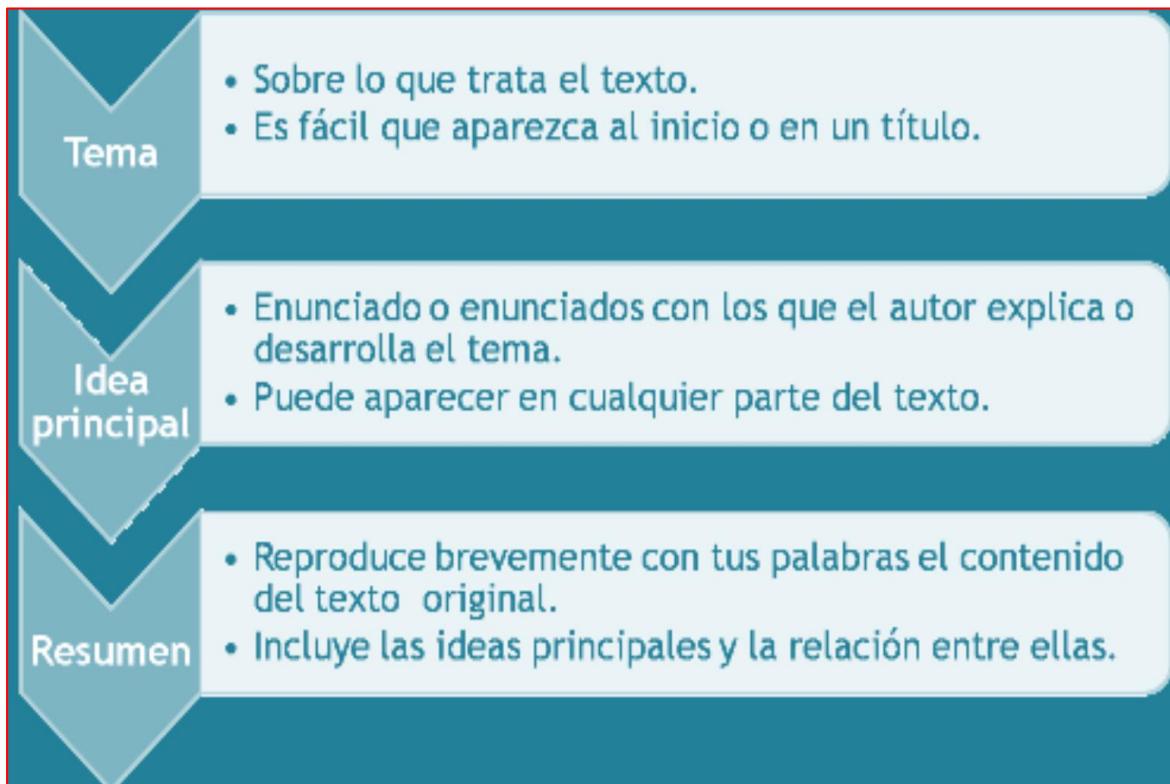 Tema
• Sobre lo que trata el texto.
• Es fácil que aparezca al inicio o en un título.
Idea
principal
• Enunciado o enunciados con los que el autor explica o
desarrolla el tema.
• Puede aparecer en cualquier parte del texto.
Resumen
• Reproduce brevemente con tus palabras el contenido
del texto original.
• Incluye las ideas principales y la relación entre ellas.